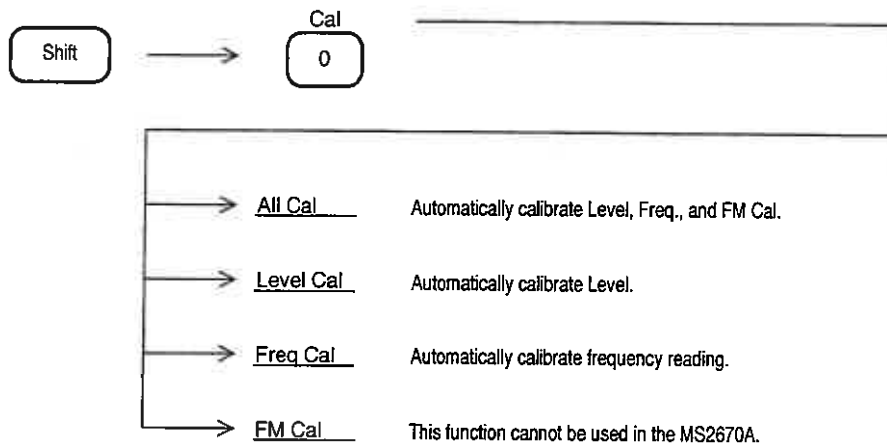 Cal
Shift
0
All Cal Automatically calibrate Level, Freq., and FM Cal.
Level Cal Automatically calibrate Level.
Freq Cal Automatically calibrate frequency reading.
FM Cal This function cannot be used in the MS2670A.